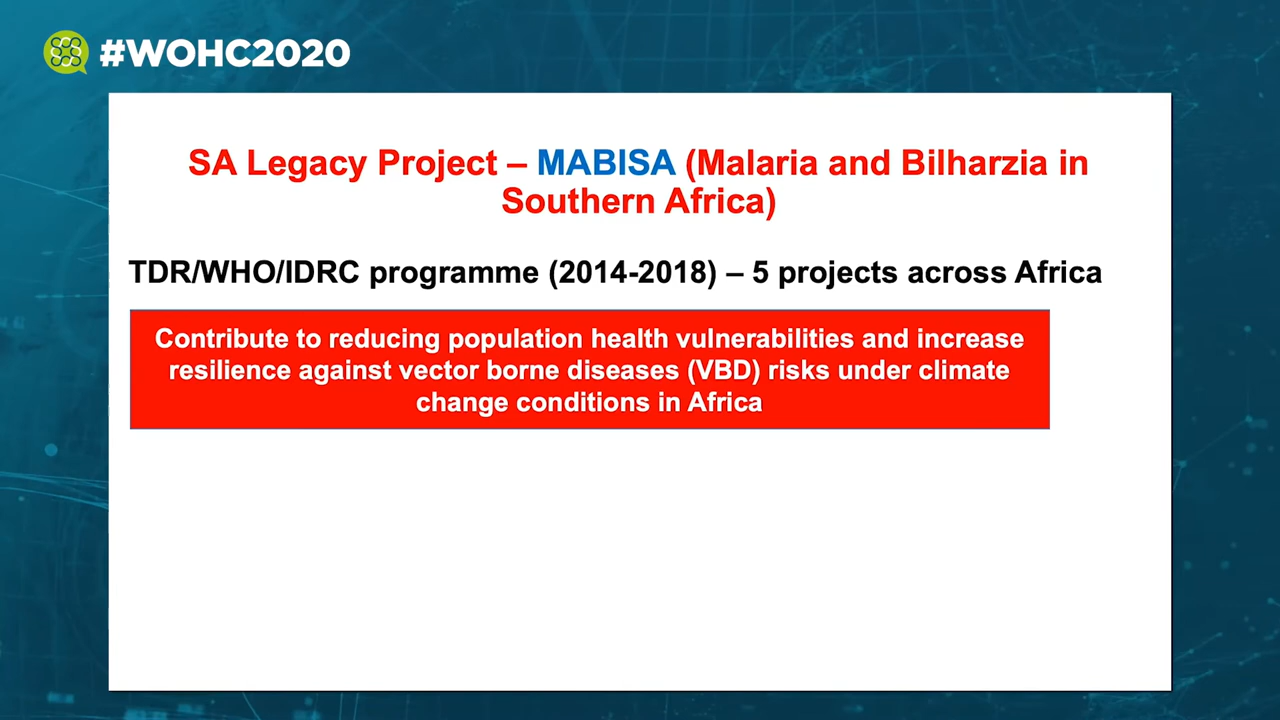 #WOHC2020
SA Legacy Project – MABISA (Malaria and Bilharzia in
Southern Africa)
TDR/WHO/IDRC programme (2014-2018) – 5 projects across Africa
Contribute to reducing population health vulnerabilities and increase
resilience against vector borne diseases (VBD) risks under climate
change conditions in Africa